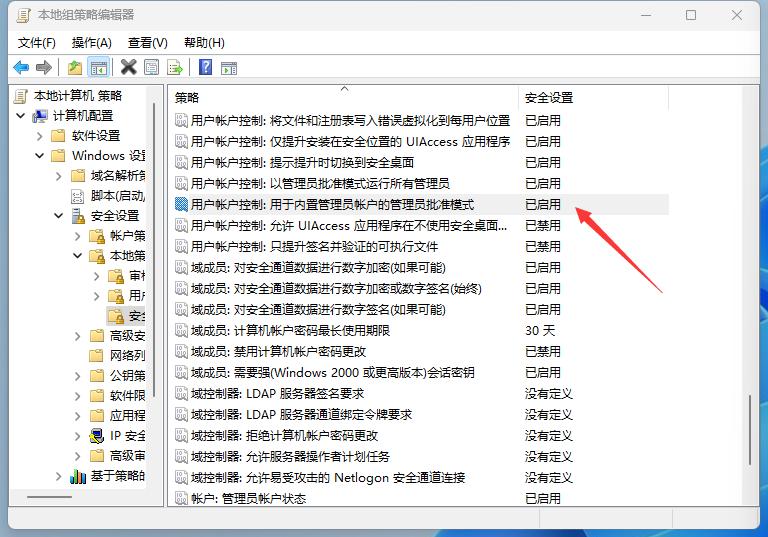 本地组策略编辑器
文件(F) 操作(A) 查看(V) 帮助(H)
本地计算机 策略
计算机配置
软件设置
Windows 设
域名解析
脚本(启动/
安全设置
帐户策
本地策
审
用
安
高级安
网络列
公钥策
软件限
应用程
IP 安全
高级审
基于策略的
策略 安全设置
用户帐户控制: 将文件和注册表写入错误虚拟化到每用户位置 已启用
用户帐户控制: 仅提升安装在安全位置的 UIAccess 应用程序 已启用
用户帐户控制: 提示提升时切换到安全桌面 已启用
用户帐户控制: 以管理员批准模式运行所有管理员 已启用
用户帐户控制: 用于内置管理员帐户的管理员批准模式 已启用
用户帐户控制: 允许 UIAccess 应用程序在不使用安全桌面... 已禁用
用户帐户控制: 只提升签名并验证的可执行文件 已禁用
域成员: 对安全通道数据进行数字加密(如果可能) 已启用
域成员: 对安全通道数据进行数字加密或数字签名(始终) 已启用
域成员: 对安全通道数据进行数字签名(如果可能) 已启用
域成员: 计算机帐户密码最长使用期限 30 天
域成员: 禁用计算机帐户密码更改 已禁用
域成员: 需要强(Windows 2000 或更高版本)会话密钥 已启用
域控制器: LDAP 服务器签名要求 没有定义
域控制器: LDAP 服务器通道绑定令牌要求 没有定义
域控制器: 拒绝计算机帐户密码更改 没有定义
域控制器: 允许服务器操作者计划任务 没有定义
域控制器: 允许易受攻击的 Netlogon 安全通道连接 没有定义
帐户: 管理员帐户状态 已启用